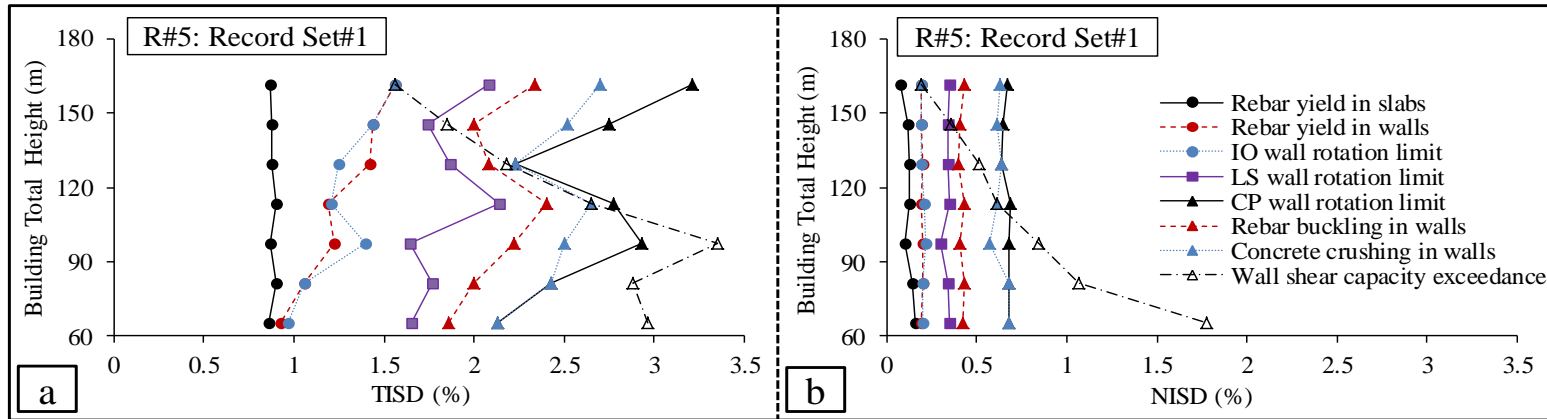 R#5: Record Set#1
Building Total Height (m)
180
150
120
90
60
0
0.5
1
1.5
2
2.5
3
3.5
TISD (%)
a
R#5: Record Set#1
Building Total Height (m)
180
150
120
90
60
0
0.5
1
1.5
2
2.5
3
3.5
NISD (%)
b
Rebar yield in slabs
Rebar yield in walls
IO wall rotation limit
LS wall rotation limit
CP wall rotation limit
Rebar buckling in walls
Concrete crushing in walls
Wall shear capacity exceedance